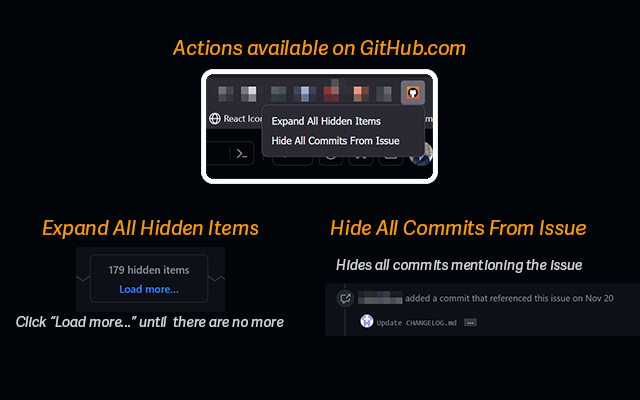 Actions available on GitHub.com
React Icon
Expand All Hidden Items
Hide All Commits From Issue
Expand All Hidden Items
179 hidden items
Load more...
Click “Load more...” until there are no more
Hide All Commits From Issue
Hides all commits mentioning the issue
added a commit that referenced this issue on Nov 20
Update CHANGELOG.md